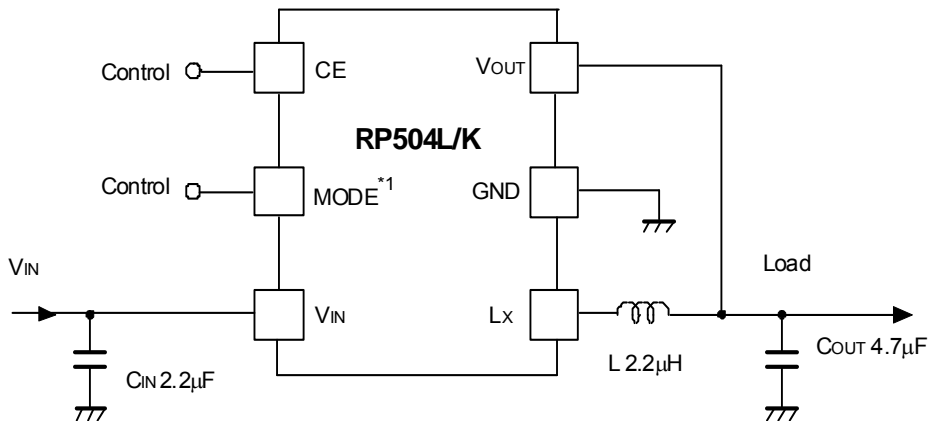 Control
CE
VOUT
RP504L/K
Control
MODE*1
GND
VIN
Load
VIN
LX
CIN 2.2μF
L 2.2μH
COUT 4.7μF